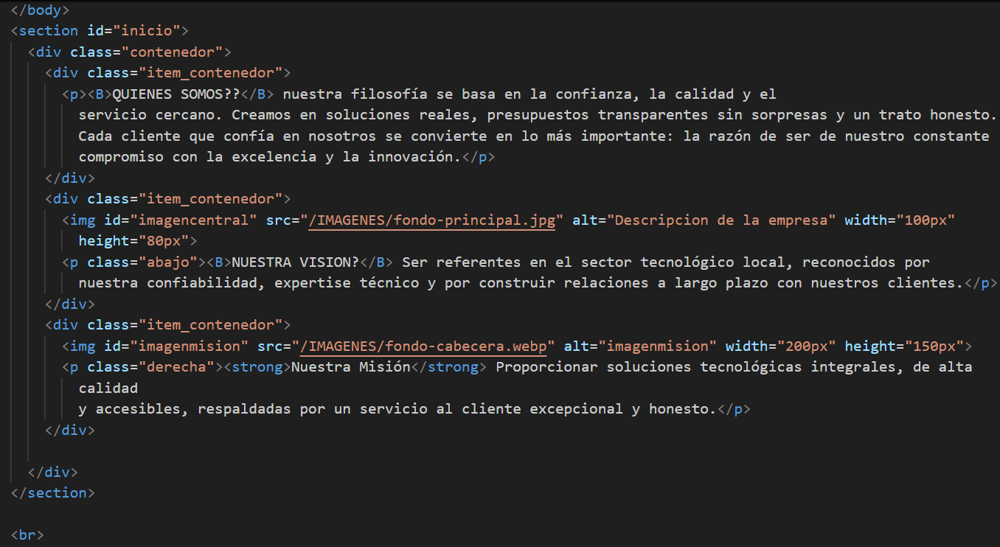 </body>
<section id="inicio">
<div class="contenedor">
<div class="item_contenedor">
<p><B>QUIENES SOMOS??</B> nuestra filosofía se basa en la confianza, la calidad y el
servicio cercano. Creamos en soluciones reales, presupuestos transparentes sin sorpresas y un trato honesto.
Cada cliente que confía en nosotros se convierte en lo más importante: la razón de ser de nuestro constante
compromiso con la excelencia y la innovación.</p>
</div>
<div class="item_contenedor">
<img id="imagencentral" src="/IMAGENES/fondo-principal.jpg" alt="Descripcion de la empresa" width="100px"
height="80px">
<p class="abajo"><B>NUESTRA VISION?</B> Ser referentes en el sector tecnológico local, reconocidos por
nuestra confiabilidad, expertise técnico y por construir relaciones a largo plazo con nuestros clientes.</p>
</div>
<div class="item_contenedor">
<img id="imagenmision" src="/IMAGENES/fondo-cabecera.webp" alt="imagenmision" width="200px" height="150px">
<p class="derecha"><strong>Nuestra Misión</strong> Proporcionar soluciones tecnológicas integrales, de alta
calidad
y accesibles, respaldadas por un servicio al cliente excepcional y honesto.</p>
</div>
</div>
</section>
<br>